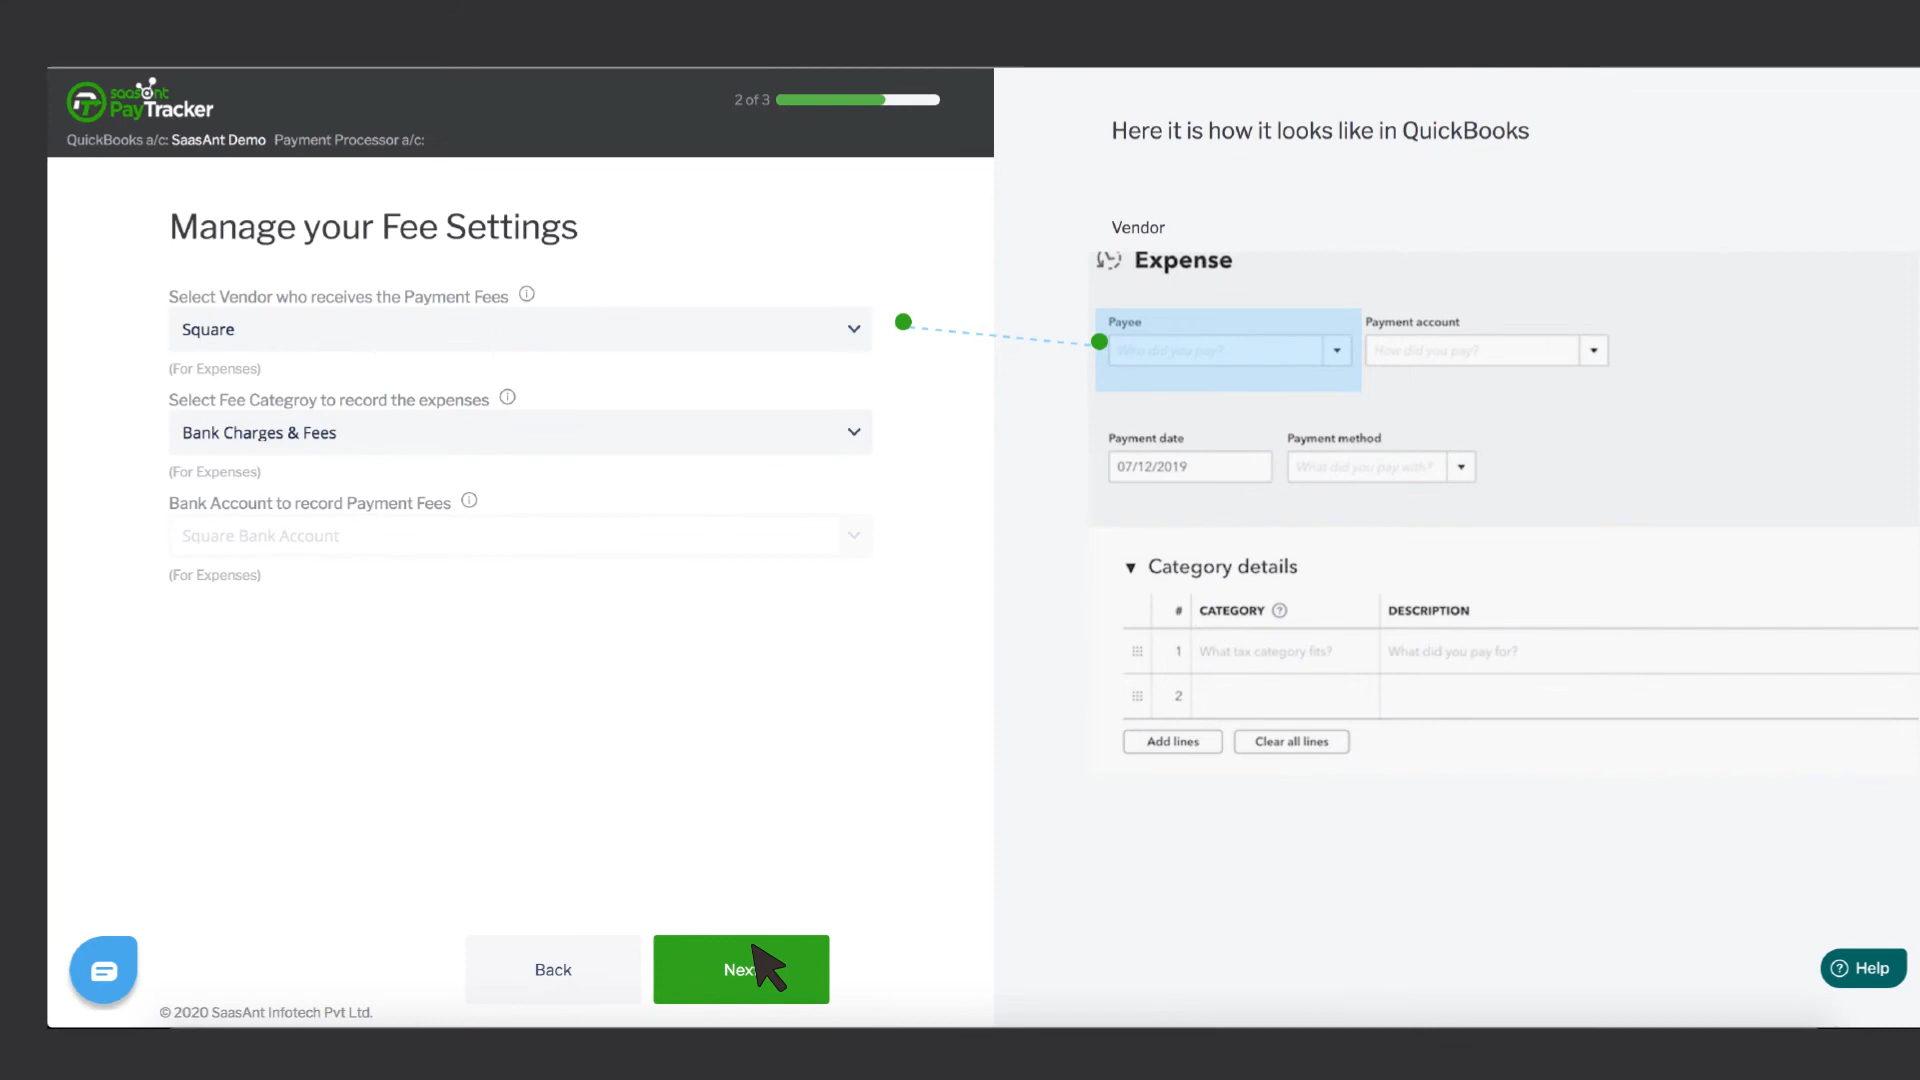 saasant
PayTracker
2 of 3
QuickBooks a/c: SaasAnt Demo Payment Processor a/c:
Manage your Fee Settings
Select Vendor who receives the Payment Fees
Square
(For Expenses)
Select Fee Categroy to record the expenses
Bank Charges & Fees
(For Expenses)
Bank Account to record Payment Fees
Square Bank Account
(For Expenses)
Back
Nex
© 2020 SaasAnt Infotech Pvt Ltd.
Here it is how it looks like in QuickBooks
Vendor
Expense
Payee
Payment account
Who did you pay?
How did you pay?
Payment date
Payment method
07/12/2019
What did you pay with?
Category details
# CATEGORY DESCRIPTION
1 What tax category fits? What did you pay for?
2
Add lines
Clear all lines
Help